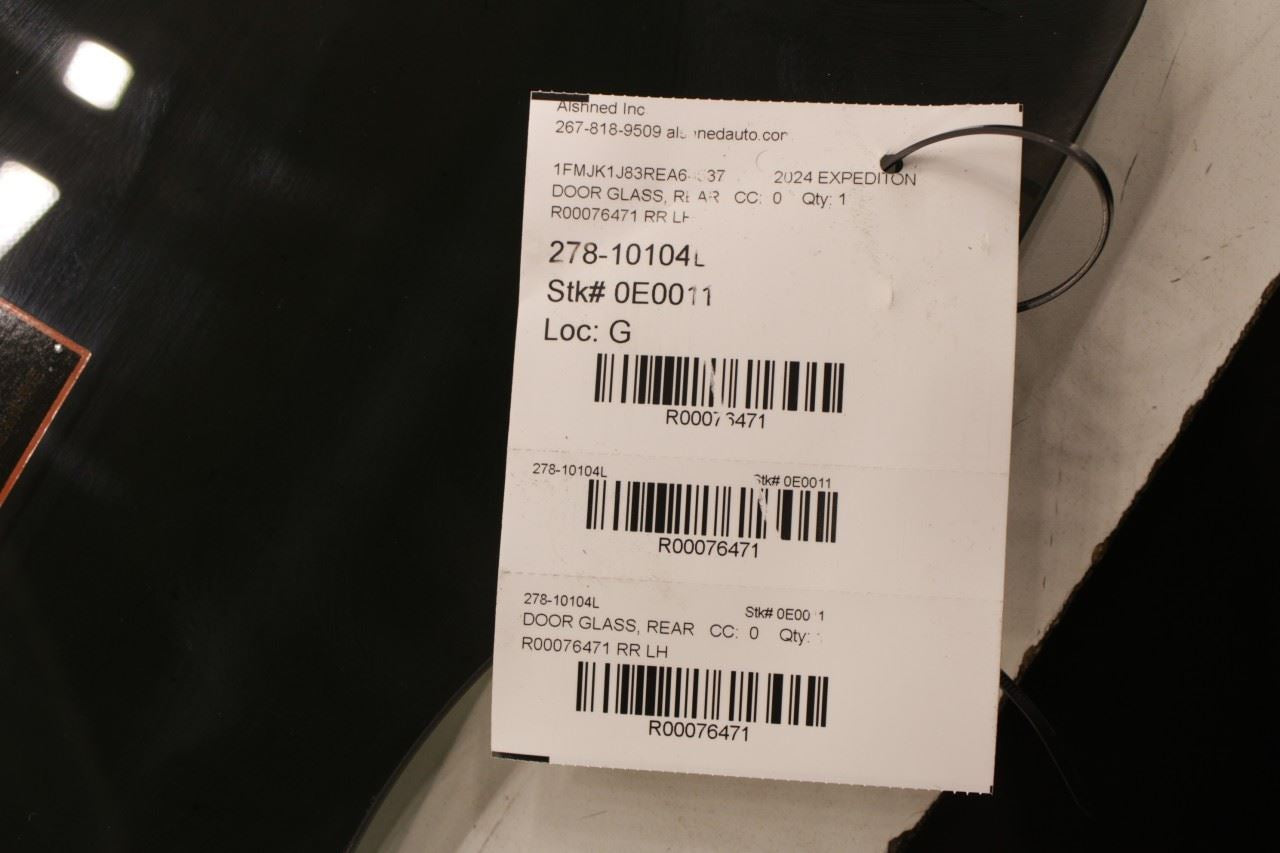 Alshned Inc
267-818-9509
2024 EXPEDITON
DOOR GLASS, REAR CC: 0 Qty: 1
R00076471 RR LH
278-10104L
Stk# 0E0011
Loc: G
R00076471
278-10104L Stk# 0E0011
R00076471
278-10104L Stk# 0E0011
DOOR GLASS, REAR CC: 0 Qty:
R00076471 RR LH
R00076471